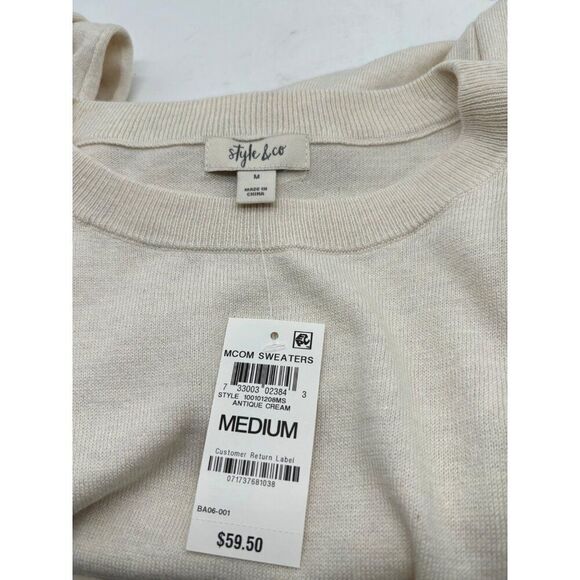 style & co
M
MADE IN
CHINA
MCOM SWEATERS
7 33003 02384 3
STYLE 100101208MS
ANTIQUE CREAM
MEDIUM
Customer Return Label
071737681038
BA06-001
$59.50